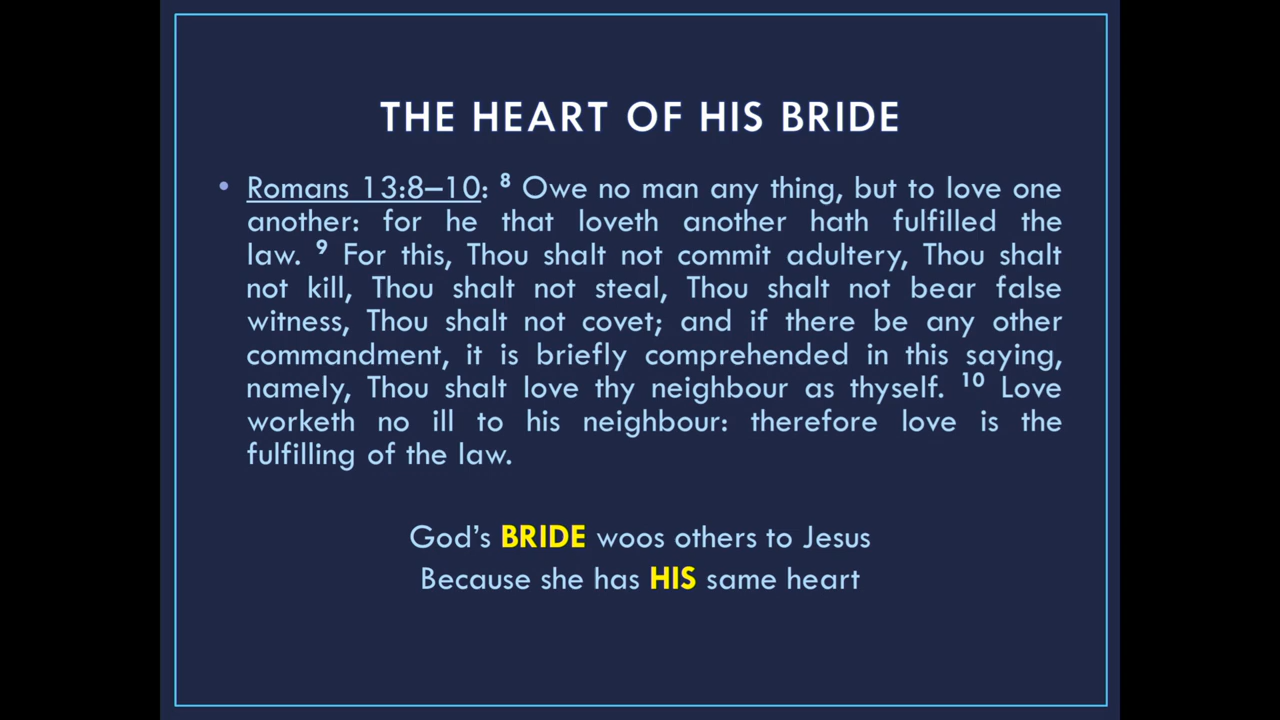 THE HEART OF HIS BRIDE
• Romans 13:8–10: ⁸ Owe no man any thing, but to love one
another: for he that loveth another hath fulfilled the
law. ⁹ For this, Thou shalt not commit adultery, Thou shalt
not kill, Thou shalt not steal, Thou shalt not bear false
witness, Thou shalt not covet; and if there be any other
commandment, it is briefly comprehended in this saying,
namely, Thou shalt love thy neighbour as thyself. ¹⁰ Love
worketh no ill to his neighbour: therefore love is the
fulfilling of the law.
God’s BRIDE woos others to Jesus
Because she has HIS same heart